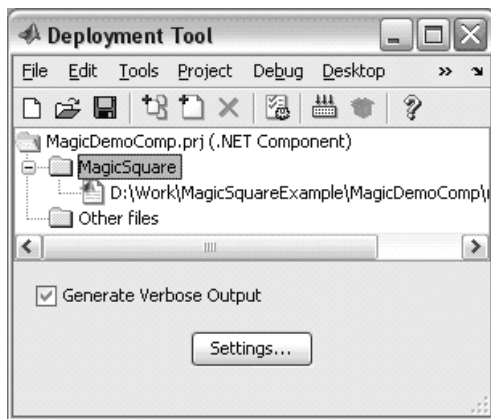 Deployment Tool
File Edit Tools Project Debug Desktop »
MagicDemoComp.prj (.NET Component)
MagicSquare
D:\Work\MagicSquareExample\MagicDemoComp\
Other files
Generate Verbose Output
Settings...